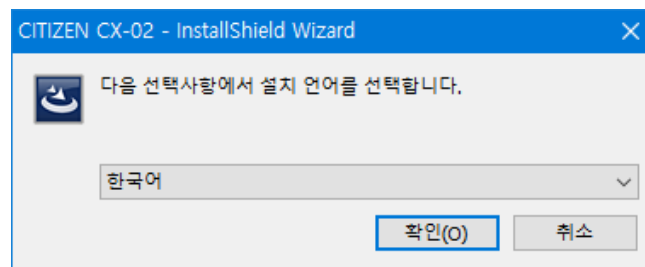 CITIZEN CX-02 - InstallShield Wizard
다음 선택사항에서 설치 언어를 선택합니다.
한국어
확인(O) 취소